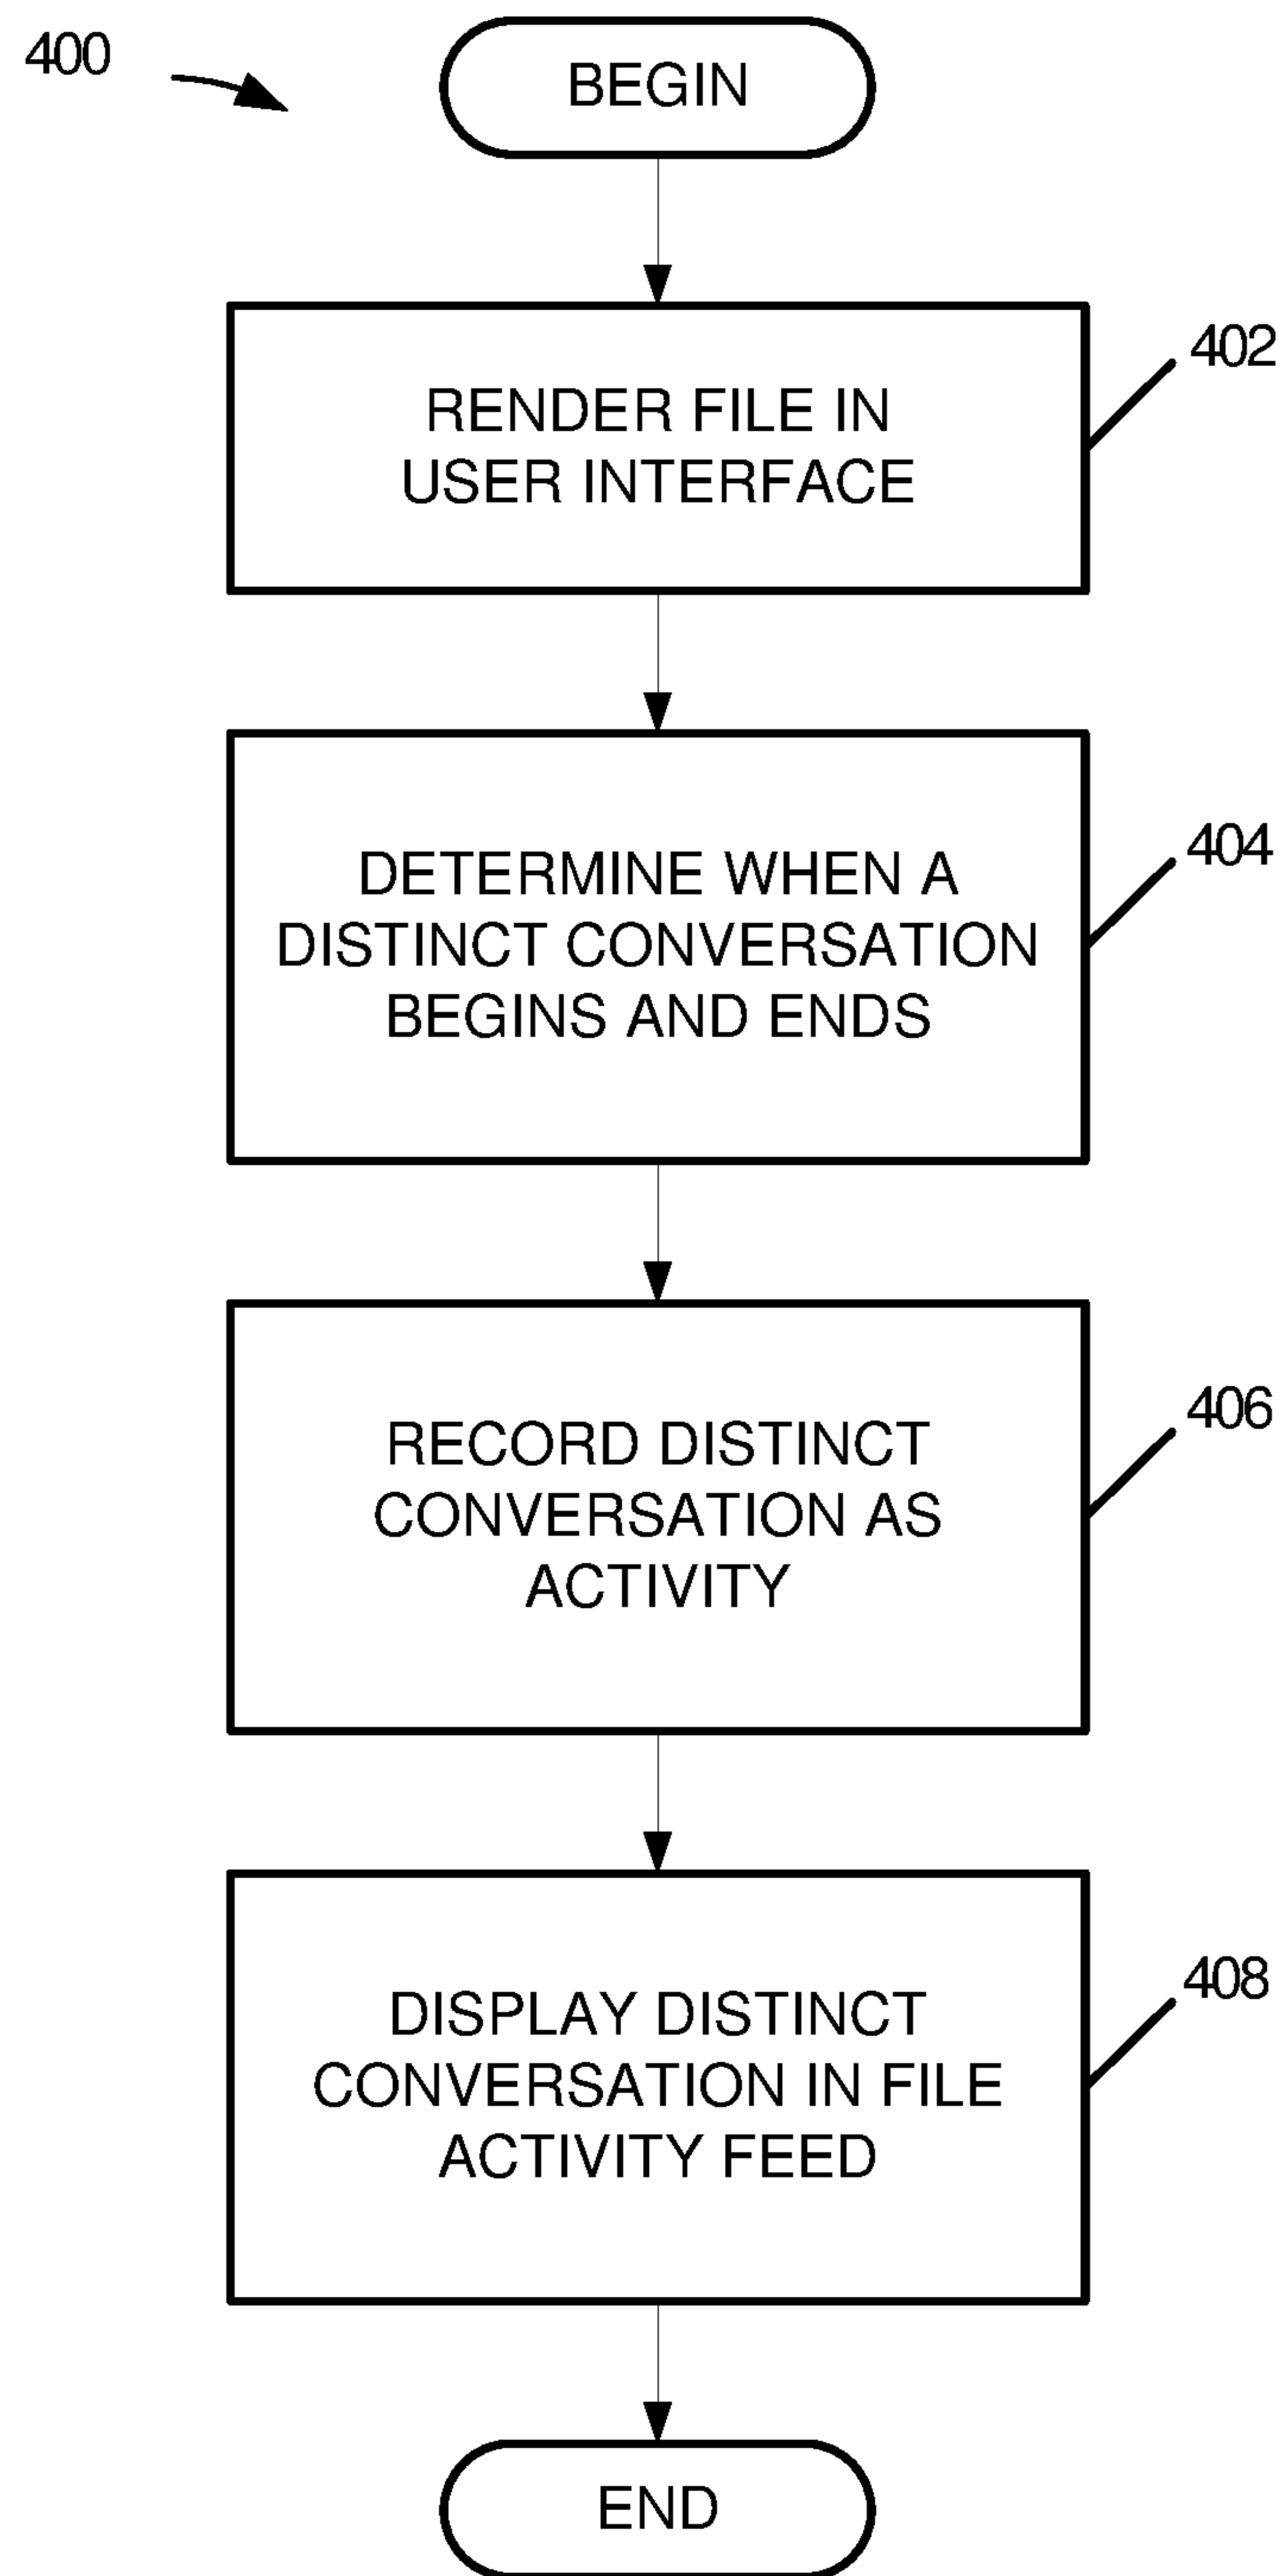 400
BEGIN
RENDER FILE IN
USER INTERFACE
402
DETERMINE WHEN A
DISTINCT CONVERSATION
BEGINS AND ENDS
404
RECORD DISTINCT
CONVERSATION AS
ACTIVITY
406
DISPLAY DISTINCT
CONVERSATION IN FILE
ACTIVITY FEED
408
END